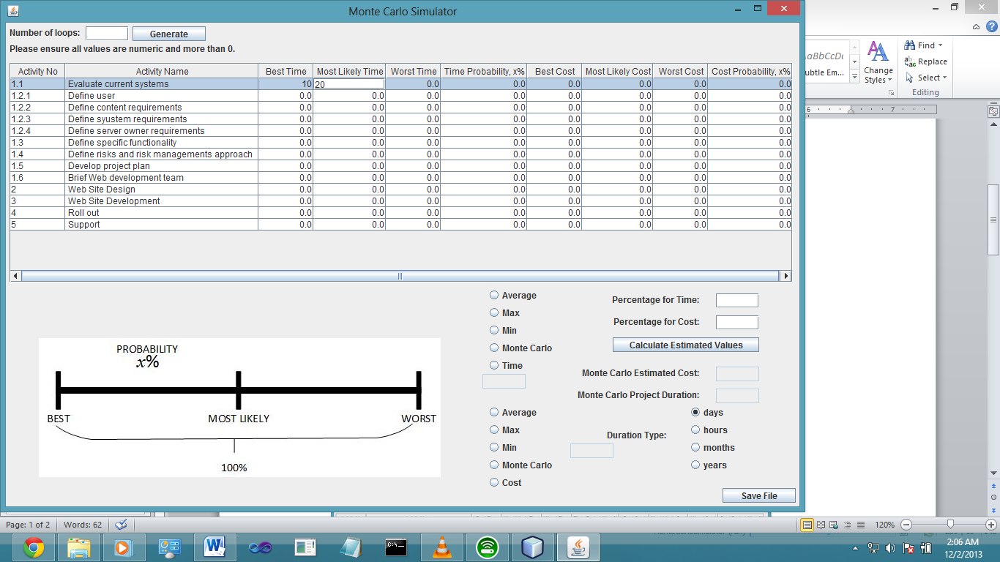 Monte Carlo Simulator
Number of loops: Generate
Please ensure all values are numeric and more than 0.
Activity No Activity Name Best Time Most Likely Time Worst Time Time Probability, x% Best Cost Most Likely Cost Worst Cost Cost Probability, x%
1.1 Evaluate current systems 10 20 0.0 0.0 0.0 0.0 0.0 0.0
1.2.1 Define user 0.0 0.0 0.0 0.0 0.0 0.0 0.0 0.0
1.2.2 Define content requirements 0.0 0.0 0.0 0.0 0.0 0.0 0.0 0.0
1.2.3 Define syustem requirements 0.0 0.0 0.0 0.0 0.0 0.0 0.0 0.0
1.2.4 Define server owner requirements 0.0 0.0 0.0 0.0 0.0 0.0 0.0 0.0
1.3 Define specific functionality 0.0 0.0 0.0 0.0 0.0 0.0 0.0 0.0
1.4 Define risks and risk managements approach 0.0 0.0 0.0 0.0 0.0 0.0 0.0 0.0
1.5 Develop project plan 0.0 0.0 0.0 0.0 0.0 0.0 0.0 0.0
1.6 Brief Web development team 0.0 0.0 0.0 0.0 0.0 0.0 0.0 0.0
2 Web Site Design 0.0 0.0 0.0 0.0 0.0 0.0 0.0 0.0
3 Web Site Development 0.0 0.0 0.0 0.0 0.0 0.0 0.0 0.0
4 Roll out 0.0 0.0 0.0 0.0 0.0 0.0 0.0 0.0
5 Support 0.0 0.0 0.0 0.0 0.0 0.0 0.0 0.0
PROBABILITY
x%
BEST MOST LIKELY WORST
100%
Average
Max
Min
Monte Carlo
Time
Percentage for Time:
Percentage for Cost:
Calculate Estimated Values
Monte Carlo Estimated Cost:
Monte Carlo Project Duration:
Average
Max
Min
Monte Carlo
Cost
Duration Type:
days
hours
months
years
Save File
aBbCcDc
ubtle Em...
Change
Styles
Find
Replace
Select
Editing
6 7
Page: 1 of 2 Words: 62 120%
C:\_
2:06 AM
12/2/2013